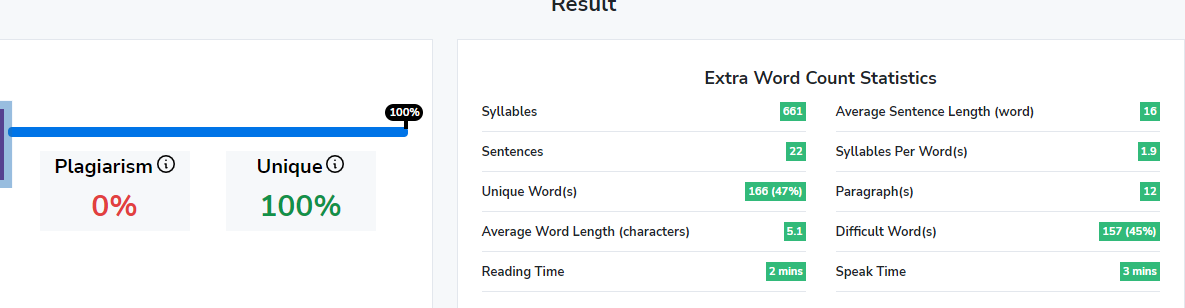 Result
100%
Plagiarism
0%
Unique
100%
Extra Word Count Statistics
Syllables 661
Average Sentence Length (word) 16
Sentences 22
Syllables Per Word(s) 1.9
Unique Word(s) 166 (47%)
Paragraph(s) 12
Average Word Length (characters) 5.1
Difficult Word(s) 157 (45%)
Reading Time 2 mins
Speak Time 3 mins